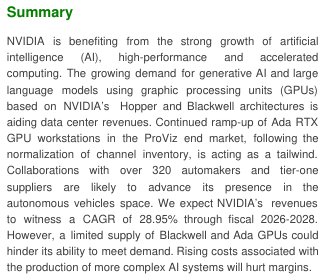 Summary
NVIDIA is benefiting from the strong growth of artificial
intelligence (AI), high-performance and accelerated
computing. The growing demand for generative AI and large
language models using graphic processing units (GPUs)
based on NVIDIA's Hopper and Blackwell architectures is
aiding data center revenues. Continued ramp-up of Ada RTX
GPU workstations in the ProViz end market, following the
normalization of channel inventory, is acting as a tailwind.
Collaborations with over 320 automakers and tier-one
suppliers are likely to advance its presence in the
autonomous vehicles space. We expect NVIDIA's revenues
to witness a CAGR of 28.95% through fiscal 2026-2028.
However, a limited supply of Blackwell and Ada GPUs could
hinder its ability to meet demand. Rising costs associated with
the production of more complex AI systems will hurt margins.